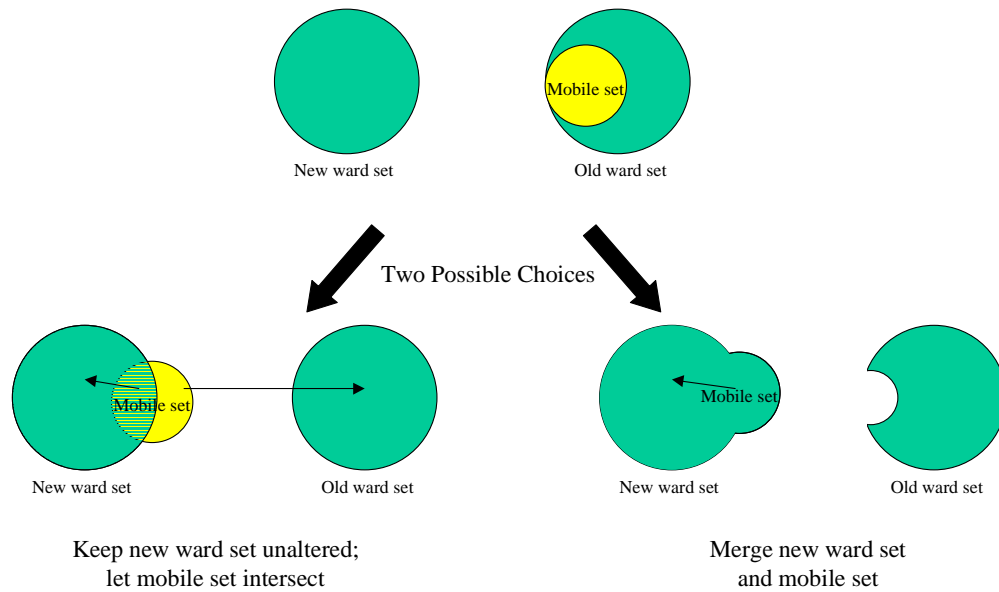 Mobile set
New ward set
Old ward set
Two Possible Choices
Mobile set
Mobile set
New ward set
Old ward set
New ward set
Old ward set
Keep new ward set unaltered;
let mobile set intersect
Merge new ward set
and mobile set